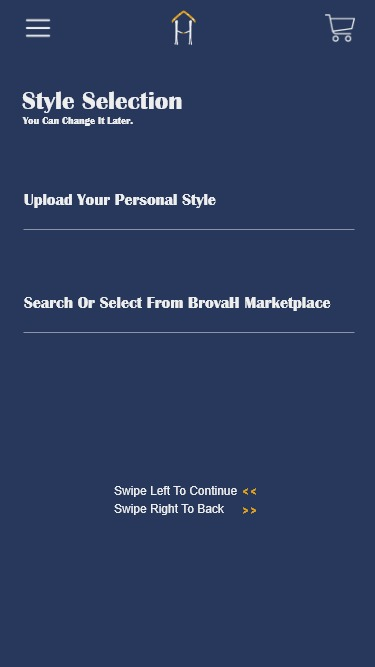 Style Selection
You Can Change It Later.
Upload Your Personal Style
Search Or Select From BrovaH Marketplace
Swipe Left To Continue <<
Swipe Right To Back >>